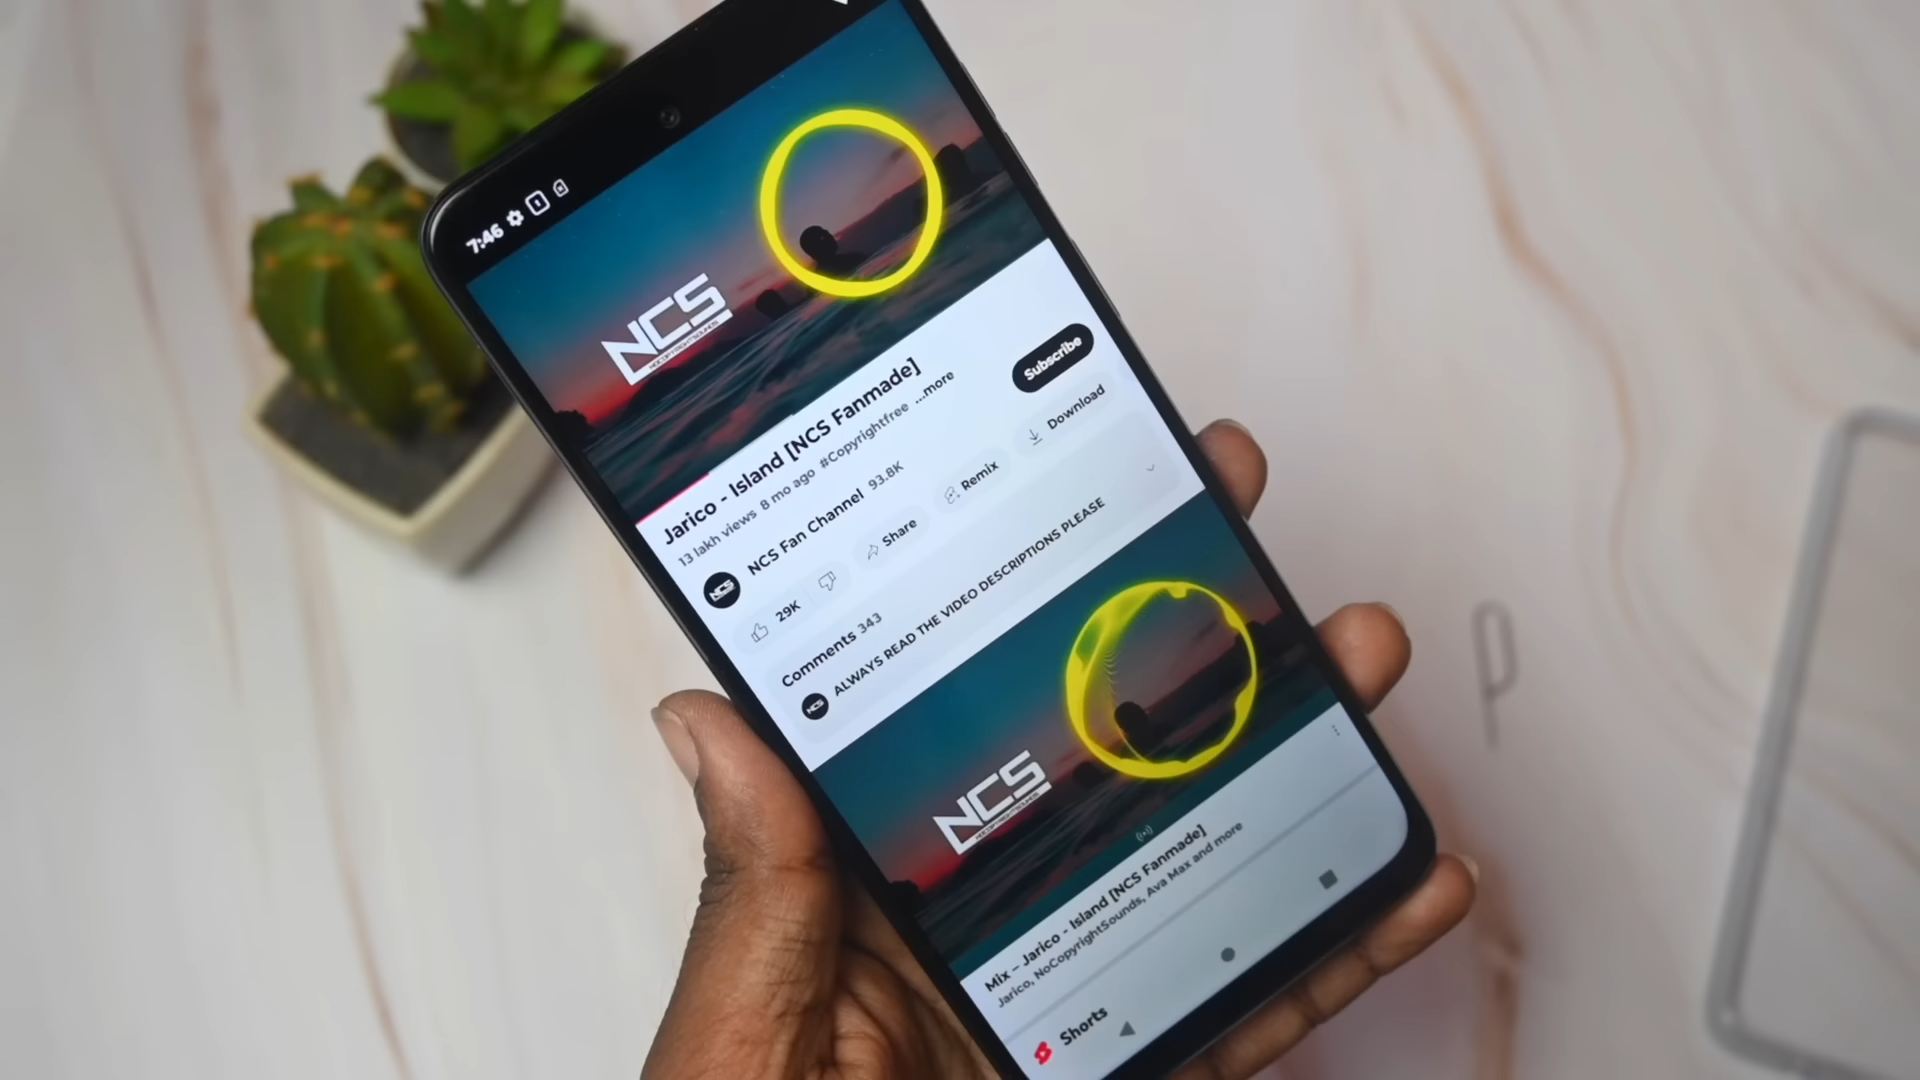 7:46
NCS
NOCOPYRIGHTSOUNDS
Jarico - Island [NCS Fanmade]
13 lakh views 8 mo ago #Copyrightfree ...more
NCS
NCS Fan Channel 93.8K
Subscribe
29K
Share
Remix
Download
Comments 343
NCS
ALWAYS READ THE VIDEO DESCRIPTIONS PLEASE
NCS
NOCOPYRIGHTSOUNDS
Mix – Jarico - Island [NCS Fanmade]
Jarico, NoCopyrightSounds, Ava Max and more
Shorts